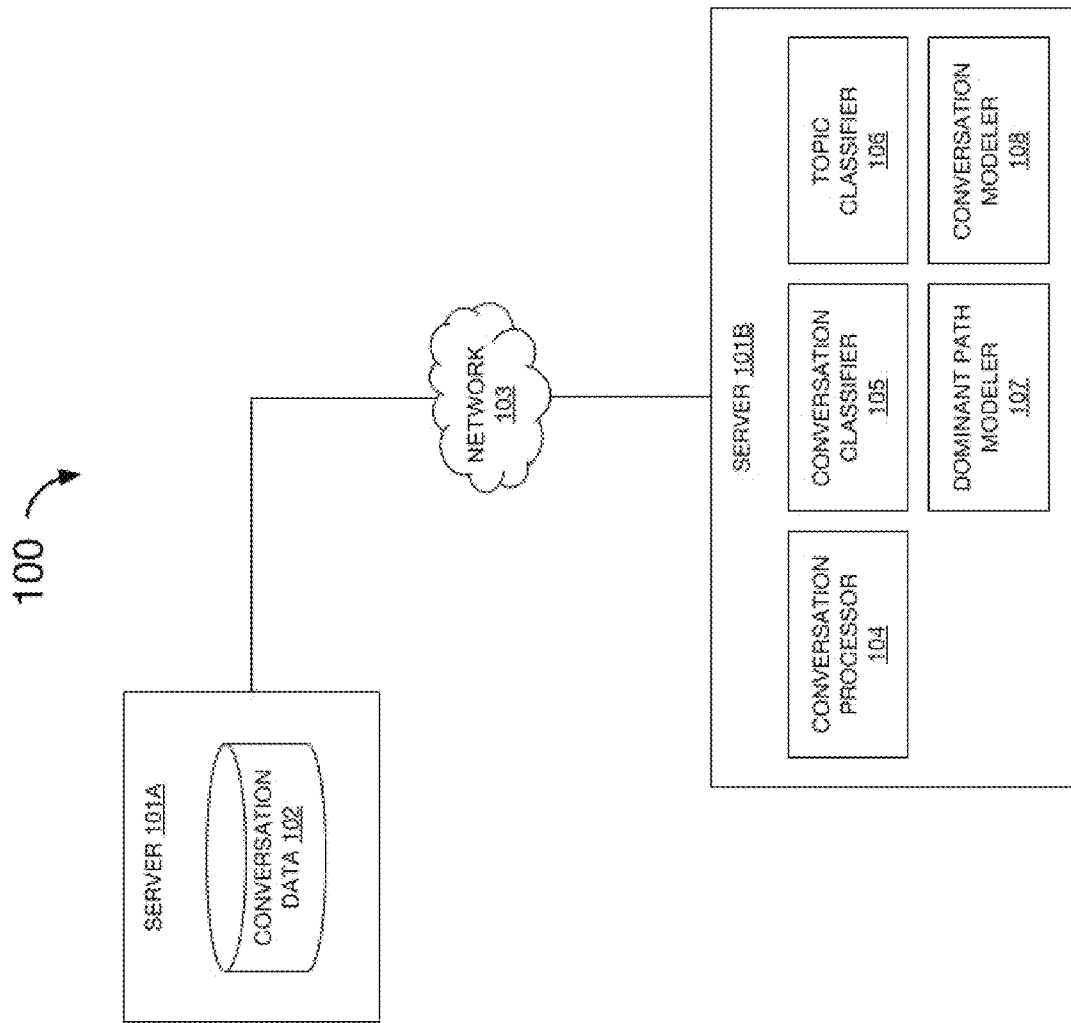 100
SERVER 101A
CONVERSATION
DATA 102
NETWORK
103
SERVER 101B
CONVERSATION
PROCESSOR
104
CONVERSATION
CLASSIFIER
105
TOPIC
CLASSIFIER
106
DOMINANT PATH
MODELER
107
CONVERSATION
MODELER
108